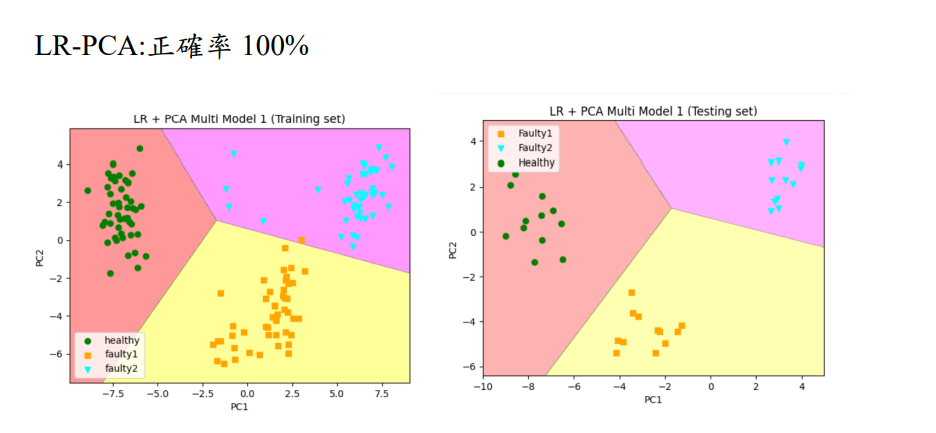 LR-PCA:正確率 100%
LR + PCA Multi Model 1 (Training set)
PC2
4
2
0
−2
−4
−6
healthy
faulty1
faulty2
−7.5
−5.0
−2.5
0.0
2.5
5.0
7.5
PC1
LR + PCA Multi Model 1 (Testing set)
PC2
4
2
0
−2
−4
−6
Faulty1
Faulty2
Healthy
−10
−8
−6
−4
−2
0
2
4
PC1